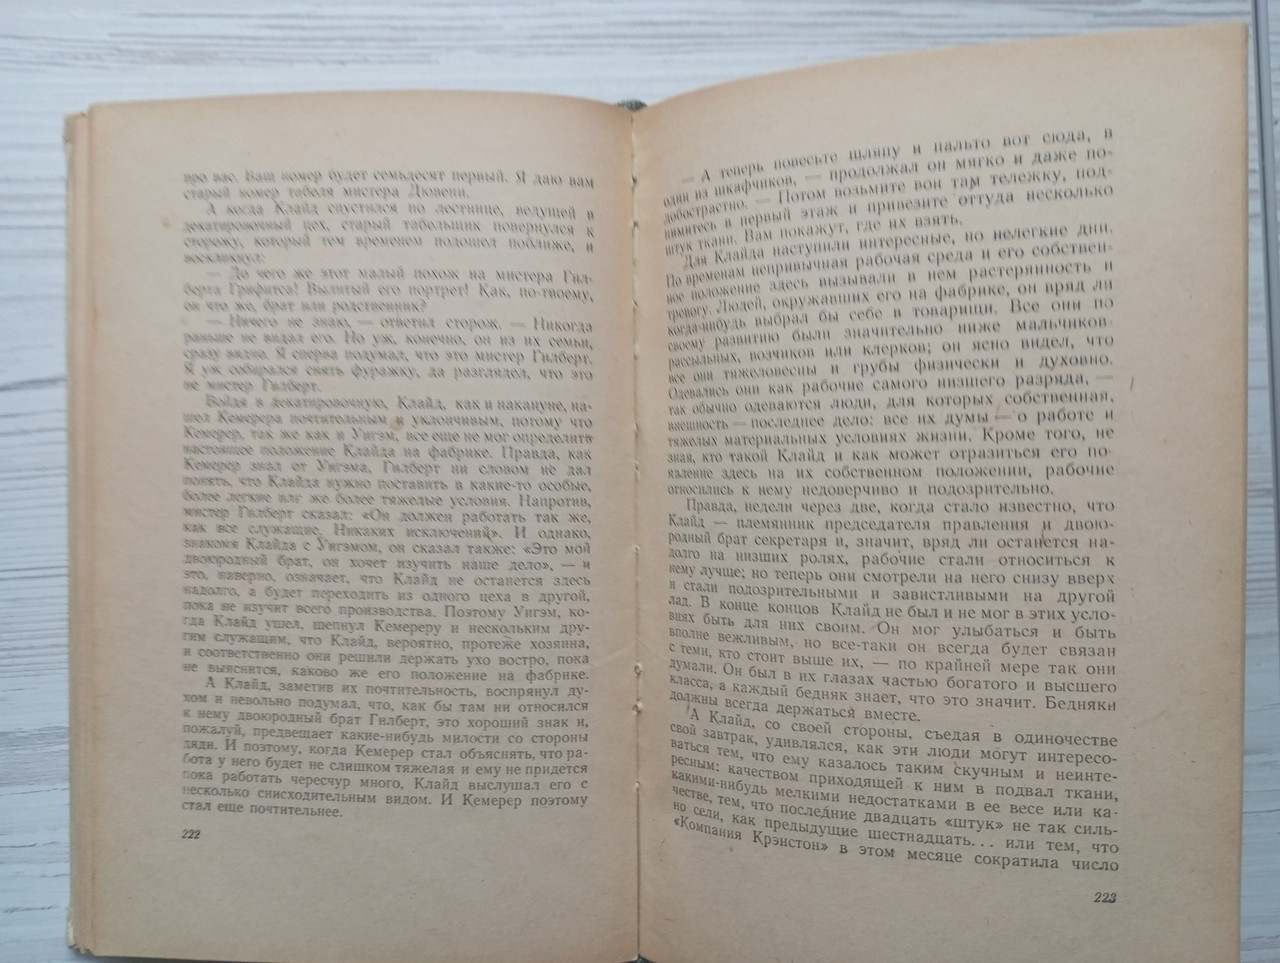 про вас. Ваш номер будет семьдесят первый. Я даю вам
старый номер табеля мистера Дювени.
А когда Клайд спустился по лестнице, ведущей в
декатировочный цех, старый табельщик повернулся к
сторожу, который тем временем подошел поближе, и
воскликнул:
— До чего же этот малый похож на мистера Гил-
берта Грифитса! Вылитый его портрет! Как, по-твоему,
он что же, брат или родственник?
— Ничего не знаю, — ответил сторож. — Никогда
раньше не видал его. Но уж, конечно, он из их семьи,
сразу видно. Я сперва подумал, что это мистер Гилберт.
Я уж собирался снять фуражку, да разглядел, что это
не мистер Гилберт.
Войдя в декатировочную, Клайд, как и накануне, на-
шел Кемерера почтительным и уклончивым, потому что
Кемерер, так же как и Уигэм, все еще не мог определить
настоящее положение Клайда на фабрике. Правда, как
Кемерер знал от Уигэма, Гилберт ни словом не дал
понять, что Клайда нужно поставить в какие-то особые,
более легкие или же более тяжелые условия. Напротив,
мистер Гилберт сказал: «Он должен работать так же,
как все служащие. Никаких исключений». И однако,
знакомя Клайда с Уигэмом, он сказал также: «Это мой
двоюродный брат, он хочет изучить наше дело», — и
это, наверно, означает, что Клайд не останется здесь
надолго, а будет переходить из одного цеха в другой,
пока не изучит всего производства. Поэтому Уигэм, ко-
гда Клайд ушел, шепнул Кемереру и нескольким дру-
гим служащим, что Клайд, вероятно, протеже хозяина,
и соответственно они решили держать ухо востро, пока
не выяснится, каково же его положение на фабрике.
А Клайд, заметив их почтительность, воспрянул ду-
хом и невольно подумал, что, как бы там ни относился
к нему двоюродный брат Гилберт, это хороший знак и,
пожалуй, предвещает какие-нибудь милости со стороны
дяди. И поэтому, когда Кемерер стал объяснять, что ра-
бота у него будет не слишком тяжелая и ему не придется
пока работать чересчур много, Клайд выслушал его с
несколько снисходительным видом. И Кемерер поэтому
стал еще почтительнее.
222
— А теперь повесьте шляпу и пальто вот сюда, в
один из шкафчиков, — продолжал он мягко и даже по-
добострастно. — Потом возьмите вон там тележку, под-
нимитесь в первый этаж и привезите оттуда несколько
штук ткани. Вам покажут, где их взять.
Для Клайда наступили интересные, но нелегкие дни.
По временам непривычная рабочая среда и его собствен-
ное положение здесь вызывали в нем растерянность и
тревогу. Людей, окружавших его на фабрике, он вряд ли
когда-нибудь выбрал бы себе в товарищи. Все они по
своему развитию были значительно ниже мальчиков-
рассыльных, возчиков или клерков; он ясно видел, что
все они тяжеловесны и грубы физически и духовно.
Одевались они как рабочие самого низшего разряда, —
так обычно одеваются люди, для которых собственная,
внешность — последнее дело: все их думы — о работе и
тяжелых материальных условиях жизни. Кроме того, не
зная, кто такой Клайд и как может отразиться его по-
явление здесь на их собственном положении, рабочие
относились к нему недоверчиво и подозрительно.
Правда, недели через две, когда стало известно, что
Клайд — племянник председателя правления и двою-
родный брат секретаря и, значит, вряд ли останется на-
долго на низших ролях, рабочие стали относиться к
нему лучше; но теперь они смотрели на него снизу вверх
и стали подозрительными и завистливыми на другой
лад. В конце концов Клайд не был и не мог в этих усло-
виях быть для них своим. Он мог улыбаться и быть
вполне вежливым, но все-таки он всегда будет связан
с теми, кто стоит выше их, — по крайней мере так они
думали. Он был в их глазах частью богатого и высшего
класса, а каждый бедняк знает, что это значит. Бедняки
должны всегда держаться вместе.
А Клайд, со своей стороны, съедая в одиночестве
свой завтрак, удивлялся, как эти люди могут интересо-
ваться тем, что ему казалось таким скучным и неинте-
ресным: качеством приходящей к ним в подвал ткани,
какими-нибудь мелкими недостатками в ее весе или ка-
честве, тем, что последние двадцать «штук» не так силь-
но сели, как предыдущие шестнадцать... или тем, что
«Компания Крэнстон» в этом месяце сократила число
223